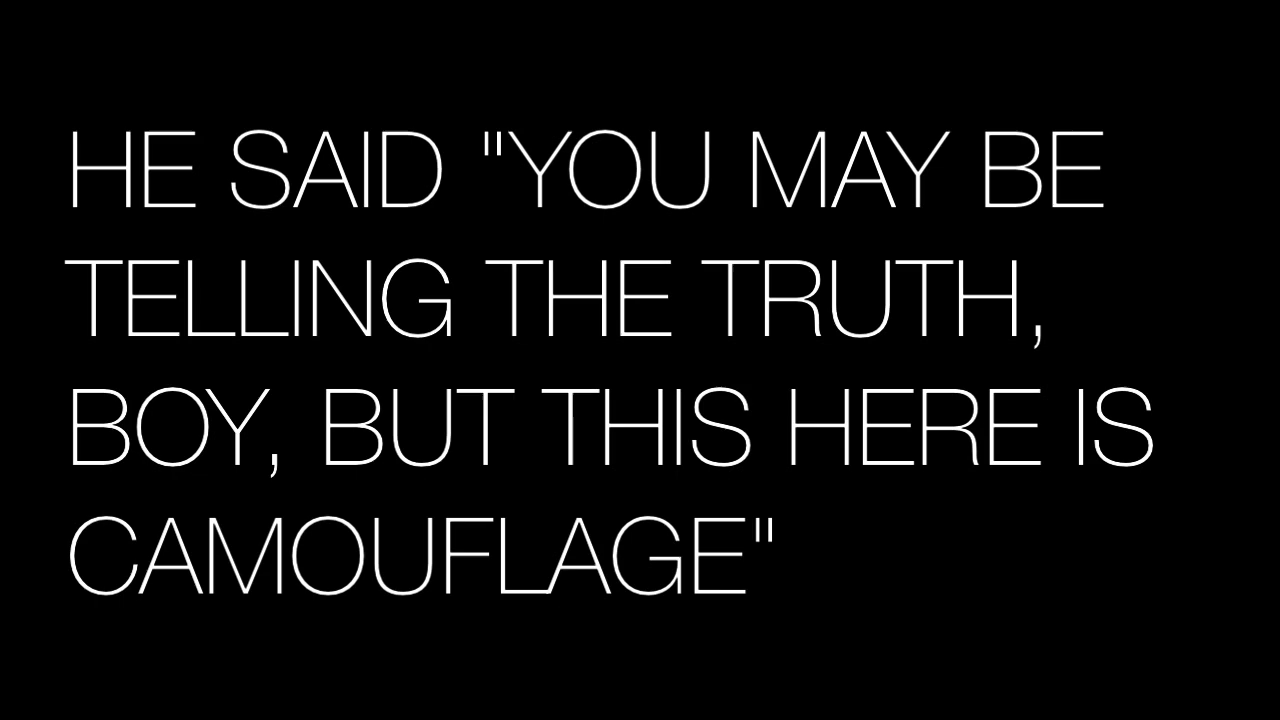 HE SAID "YOU MAY BE
TELLING THE TRUTH,
BOY, BUT THIS HERE IS
CAMOUFLAGE"